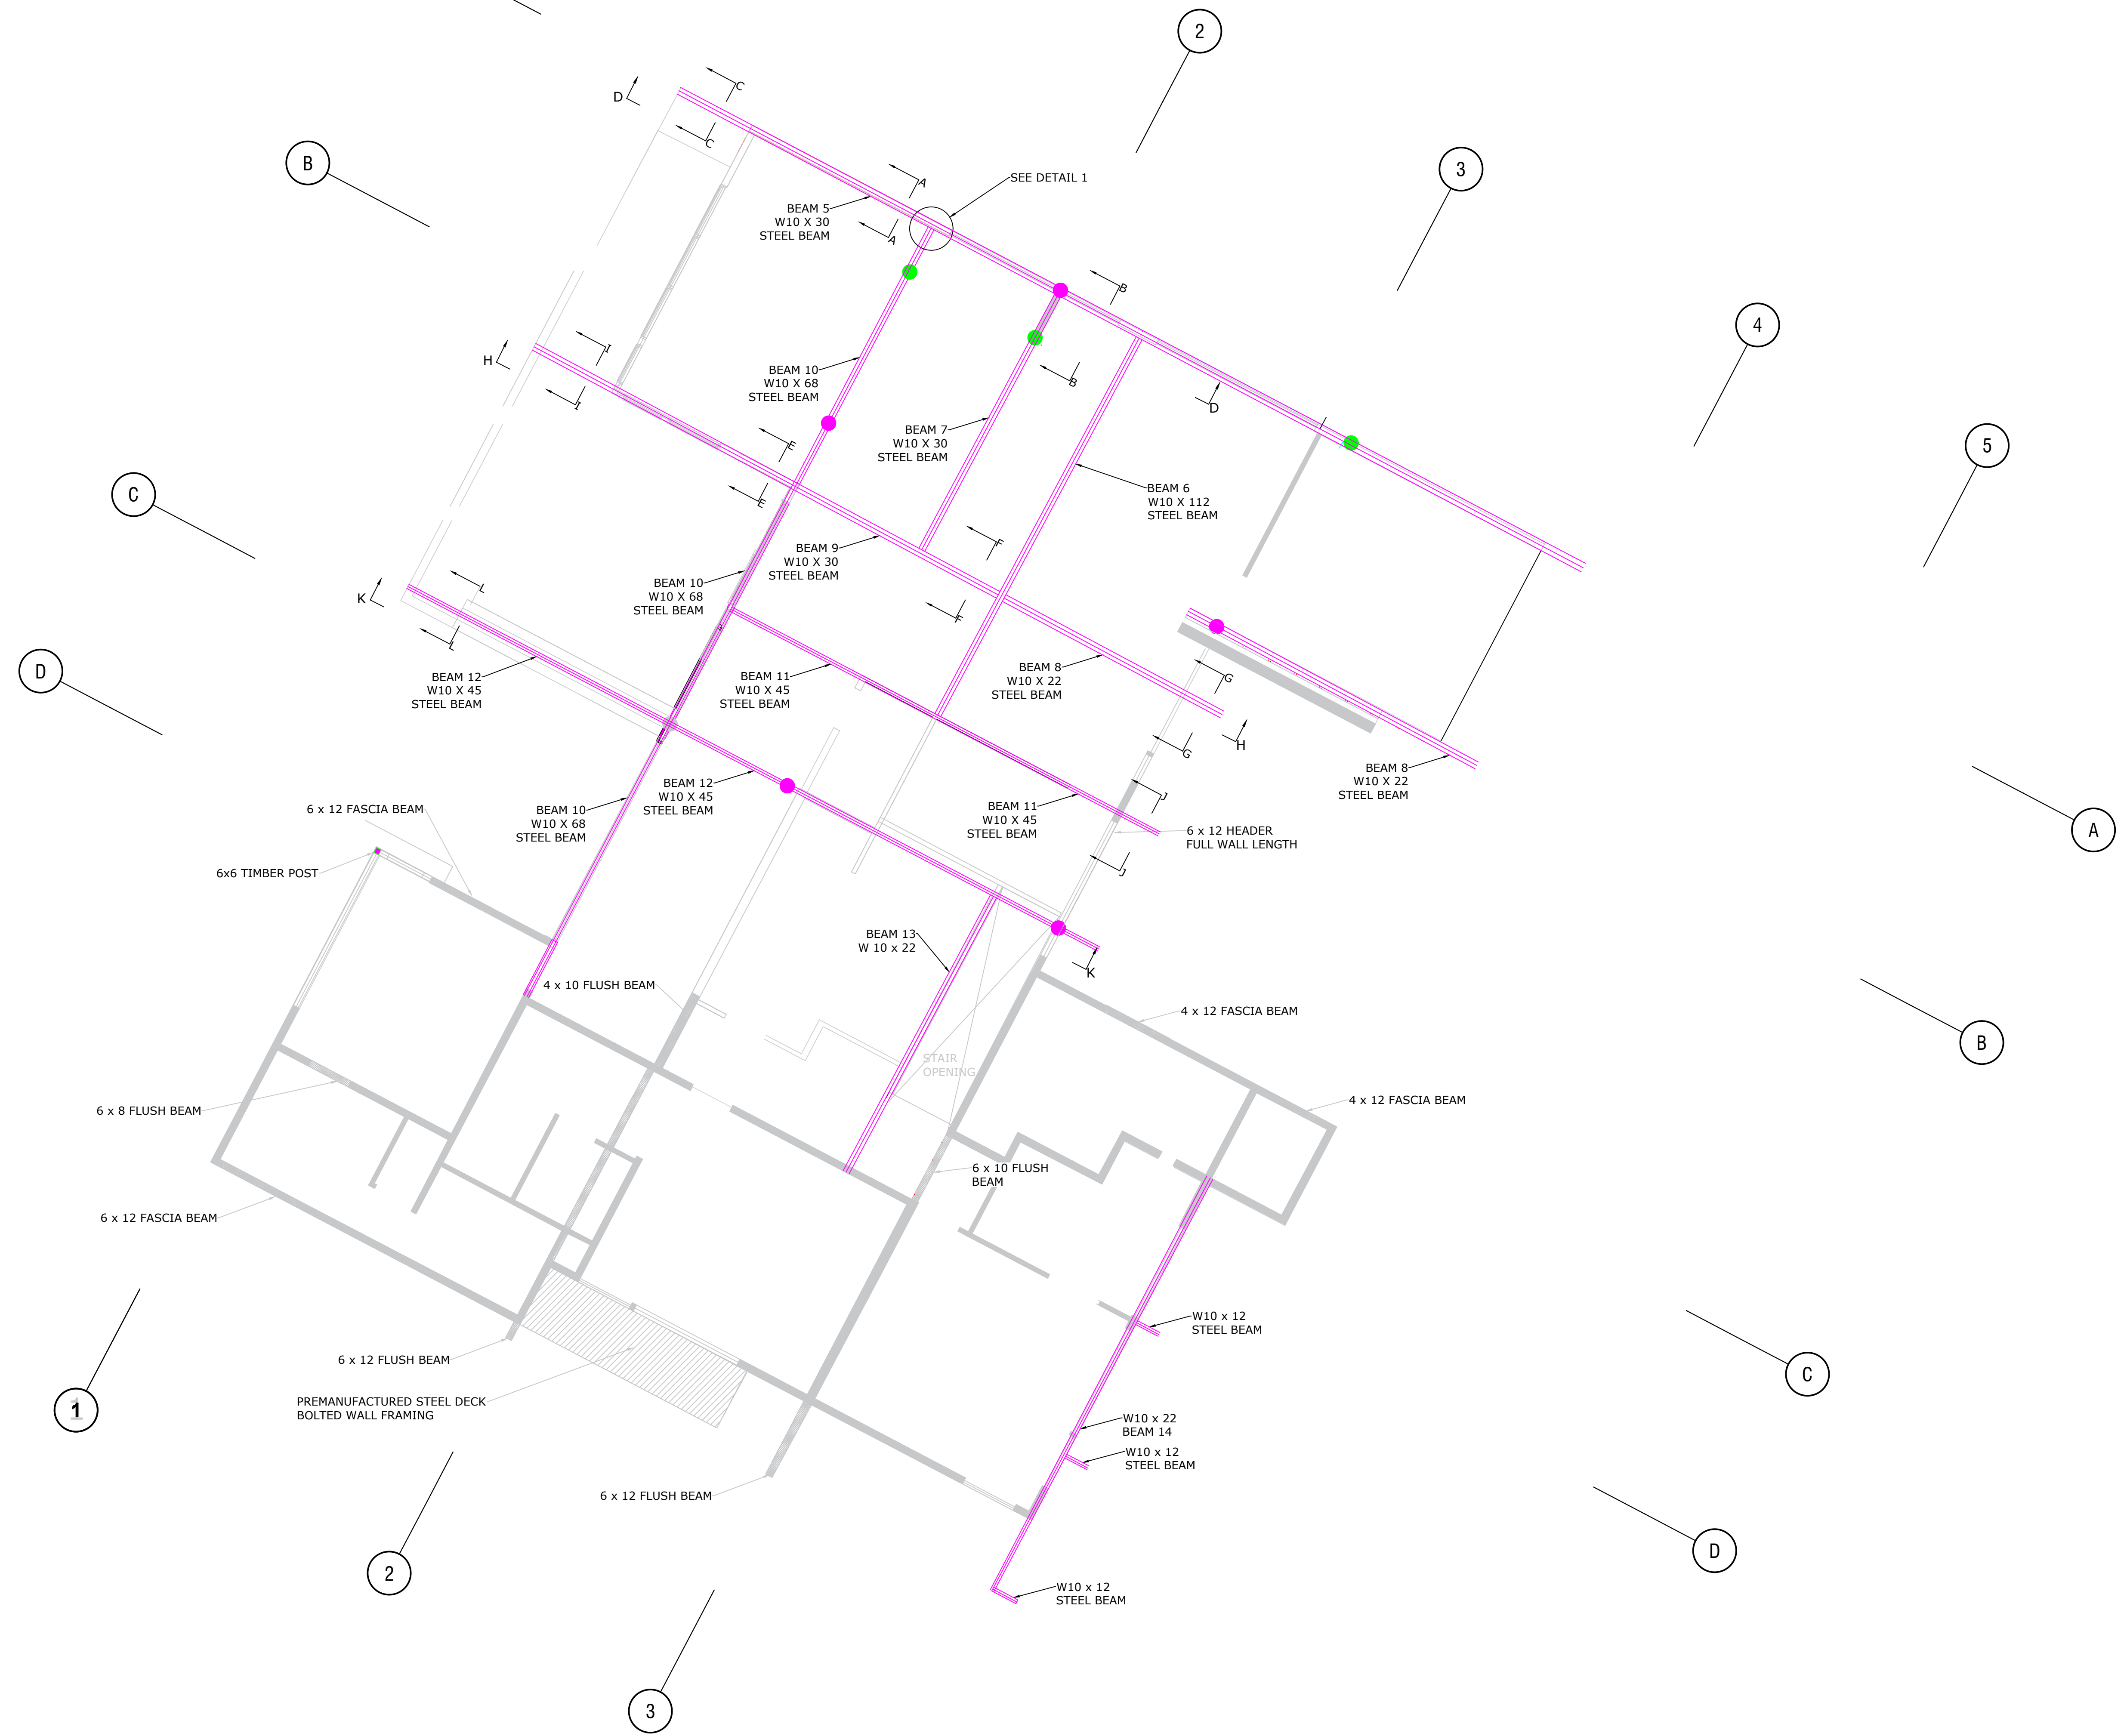 2
C
D
B
3
C
A
SEE DETAIL 1
BEAM 5
W10 X 30
STEEL BEAM
A
B
4
H
I
BEAM 10
W10 X 68
STEEL BEAM
B
D
I
BEAM 7
W10 X 30
STEEL BEAM
E
5
C
BEAM 6
W10 X 112
STEEL BEAM
E
F
BEAM 9
W10 X 30
STEEL BEAM
BEAM 10
W10 X 68
STEEL BEAM
K
L
F
D
L
BEAM 12
W10 X 45
STEEL BEAM
BEAM 11
W10 X 45
STEEL BEAM
BEAM 8
W10 X 22
STEEL BEAM
G
H
G
BEAM 8
W10 X 22
STEEL BEAM
BEAM 12
W10 X 45
STEEL BEAM
J
6 x 12 FASCIA BEAM
BEAM 10
W10 X 68
STEEL BEAM
BEAM 11
W10 X 45
STEEL BEAM
6 x 12 HEADER
FULL WALL LENGTH
A
6x6 TIMBER POST
J
BEAM 13
W 10 x 22
K
4 x 10 FLUSH BEAM
4 x 12 FASCIA BEAM
B
STAIR
OPENING
6 x 8 FLUSH BEAM
4 x 12 FASCIA BEAM
6 x 10 FLUSH
BEAM
6 x 12 FASCIA BEAM
W10 x 12
STEEL BEAM
6 x 12 FLUSH BEAM
C
1
PREMANUFACTURED STEEL DECK
BOLTED WALL FRAMING
W10 x 22
BEAM 14
W10 x 12
STEEL BEAM
6 x 12 FLUSH BEAM
D
2
W10 x 12
STEEL BEAM
3